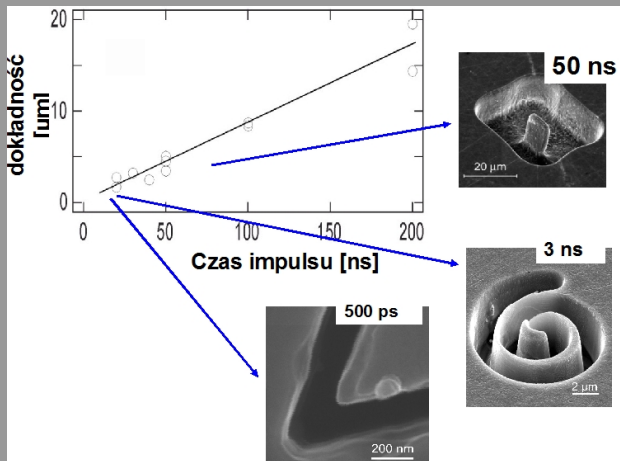 20
10
0
dokładność
[um]
0
50
100
150
200
Czas impulsu [ns]
50 ns
20 µm
3 ns
2 µm
500 ps
200 nm